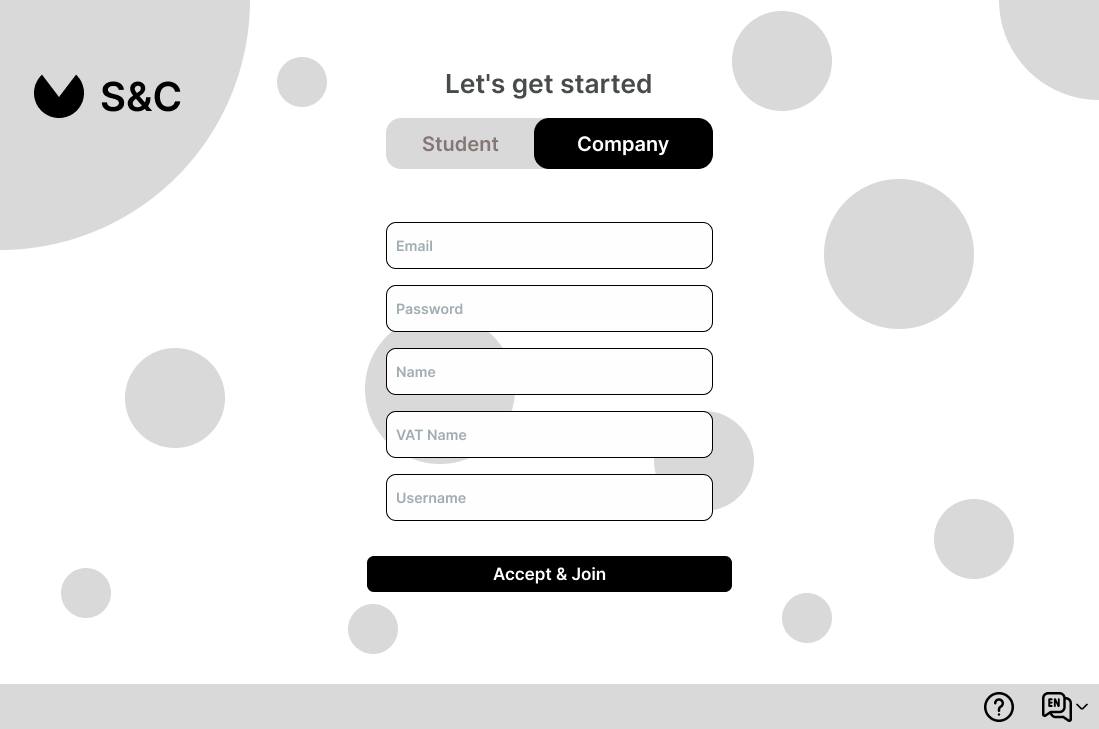 S&C
Let's get started
Student
Company
Email
Password
Name
VAT Name
Username
Accept & Join
?
EN